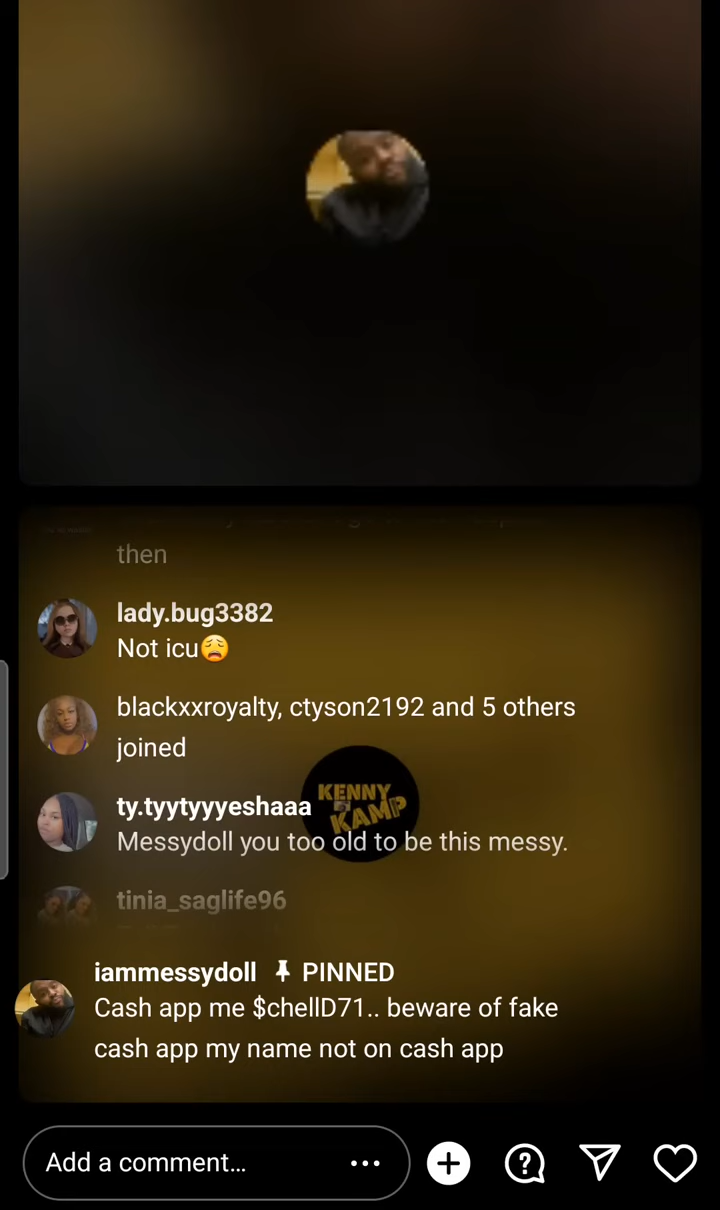 then
lady.bug3382
Not icu😩
blackxxroyalty, ctyson2192 and 5 others
joined
KENNY
KAMP
ty.tyytyyyeshaaa
Messydoll you too old to be this messy.
tinia_saglife96
iammessydoll 📌 PINNED
Cash app me $chellD71.. beware of fake
cash app my name not on cash app
Add a comment...